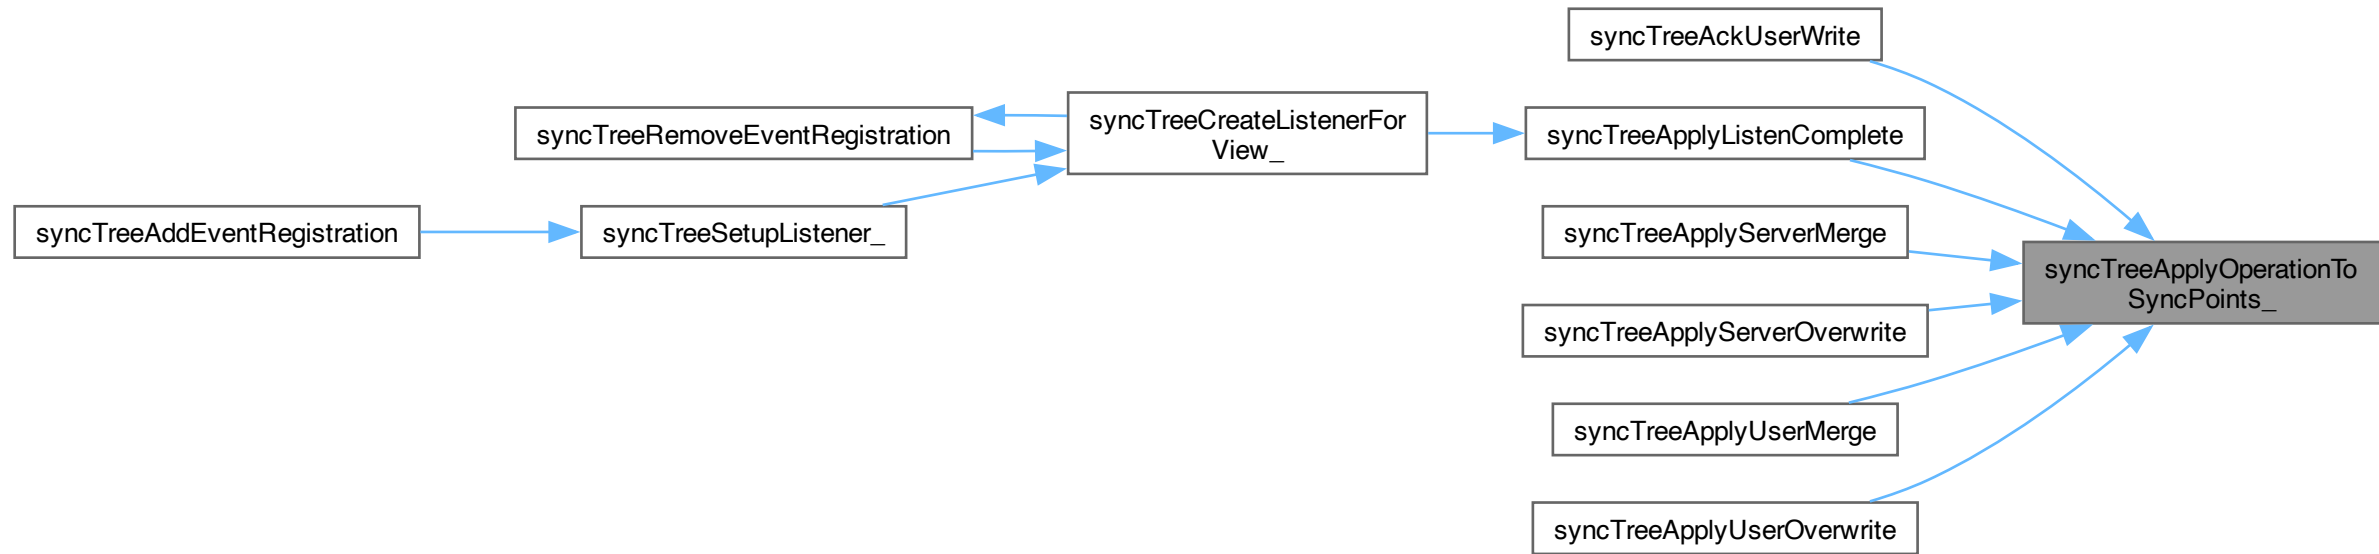 syncTreeAckUserWrite
syncTreeCreateListenerFor
View_
syncTreeRemoveEventRegistration
syncTreeApplyListenComplete
syncTreeAddEventRegistration
syncTreeSetupListener_
syncTreeApplyServerMerge
syncTreeApplyOperationTo
SyncPoints_
syncTreeApplyServerOverwrite
syncTreeApplyUserMerge
syncTreeApplyUserOverwrite